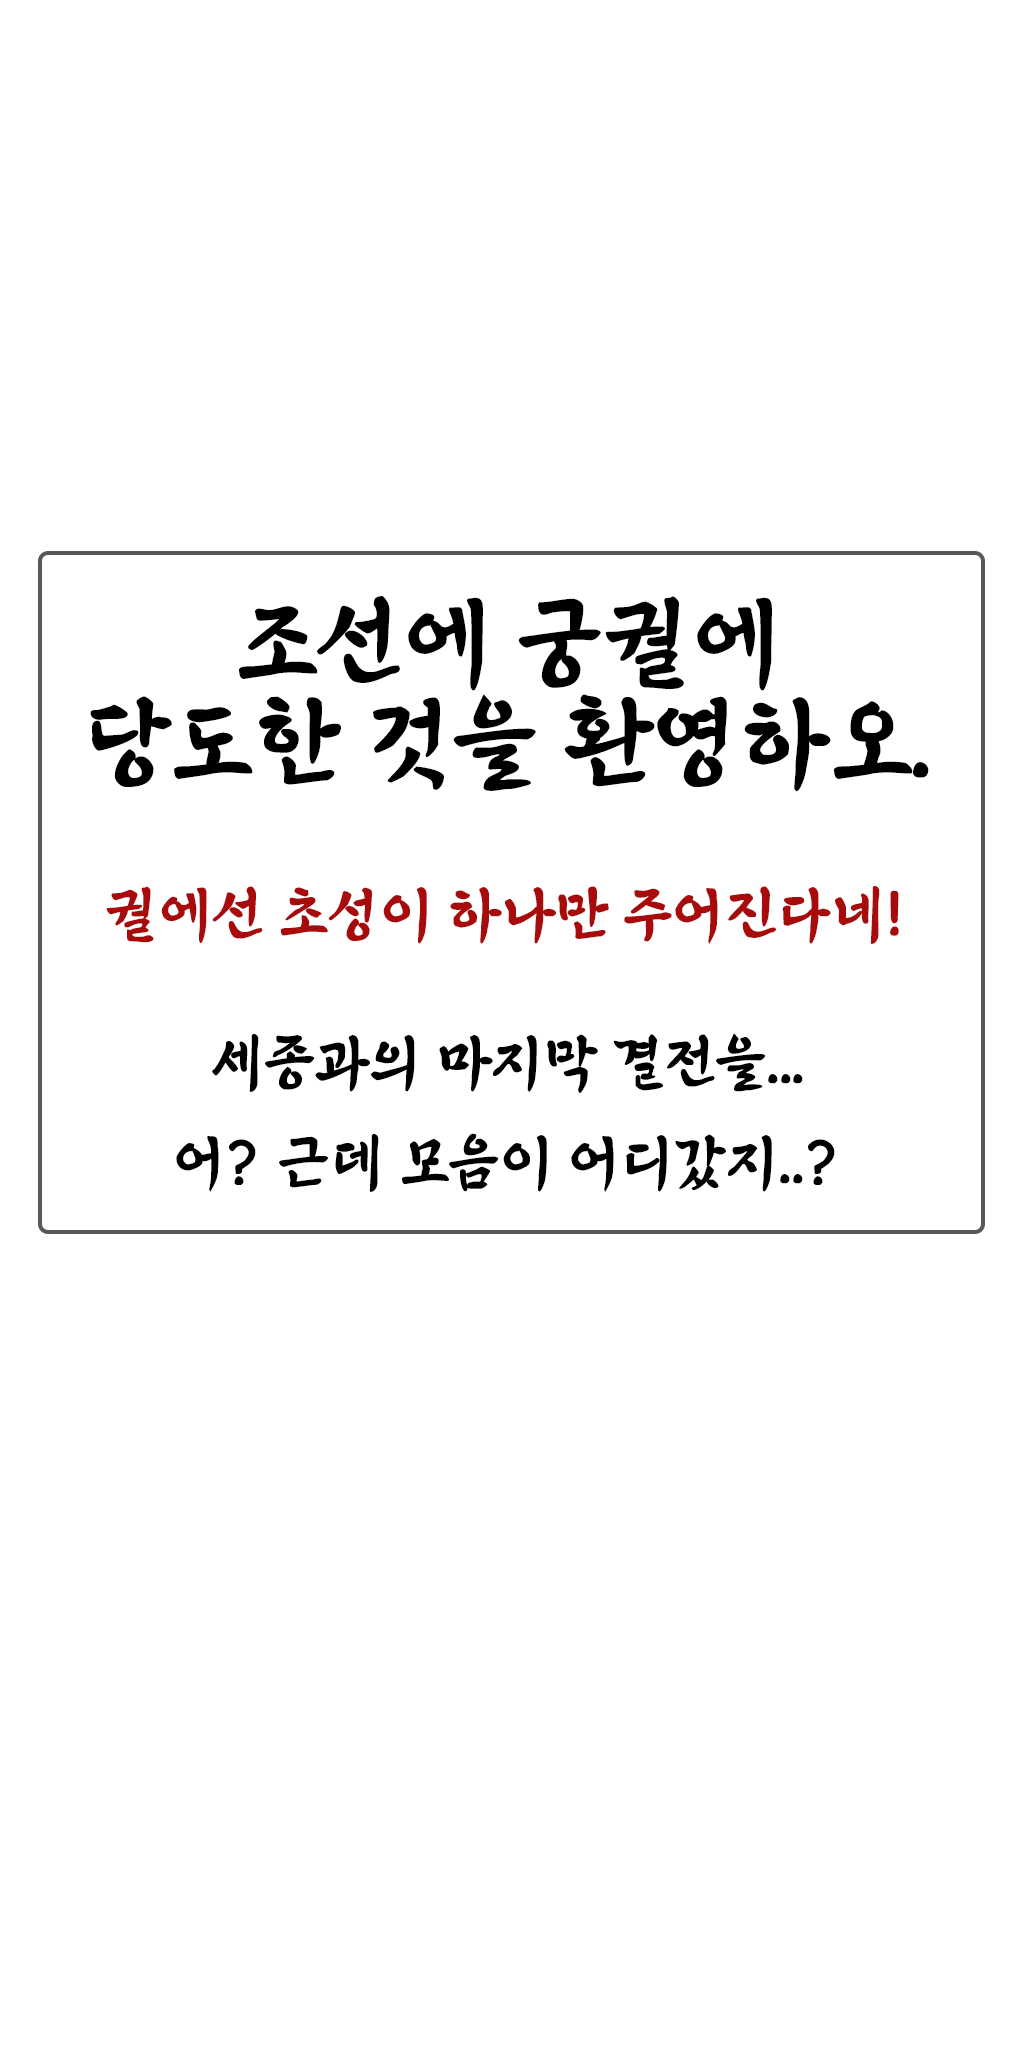 조선에 궁궐에
당도한 것을 환영하오.
궐에선 초성이 하나만 주어진다네!
세종과의 마지막 결전을...
어? 근데 모음이 어디갔지..?